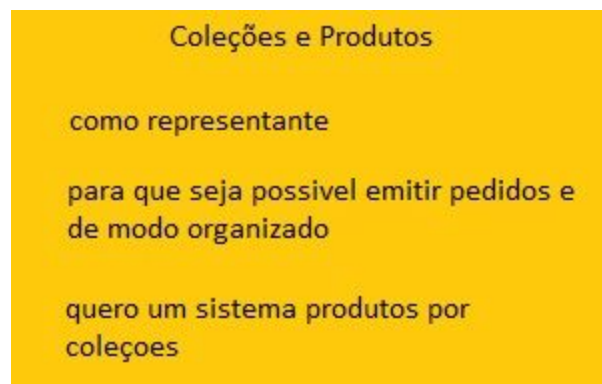 Coleções e Produtos
como representante
para que seja possivel emitir pedidos e
de modo organizado
quero um sistema produtos por
coleçoes